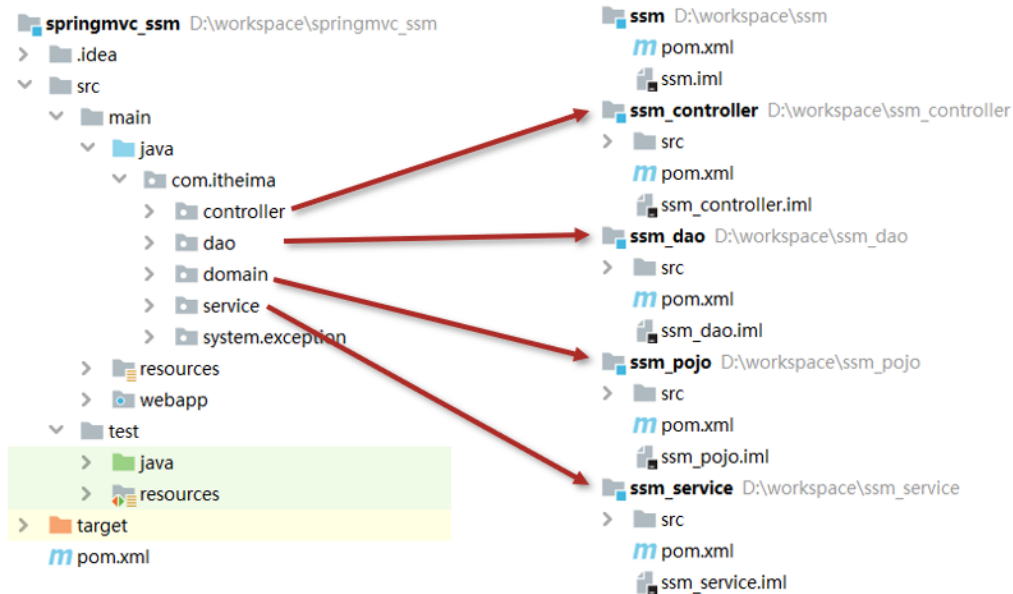 springmvc_ssm D:\workspace\springmvc_ssm
.idea
src
main
java
com.itheima
controller
dao
domain
service
system.exception
resources
webapp
test
java
resources
target
pom.xml
ssm D:\workspace\ssm
pom.xml
ssm.iml
ssm_controller D:\workspace\ssm_controller
src
pom.xml
ssm_controller.iml
ssm_dao D:\workspace\ssm_dao
src
pom.xml
ssm_dao.iml
ssm_pojo D:\workspace\ssm_pojo
src
pom.xml
ssm_pojo.iml
ssm_service D:\workspace\ssm_service
src
pom.xml
ssm_service.iml